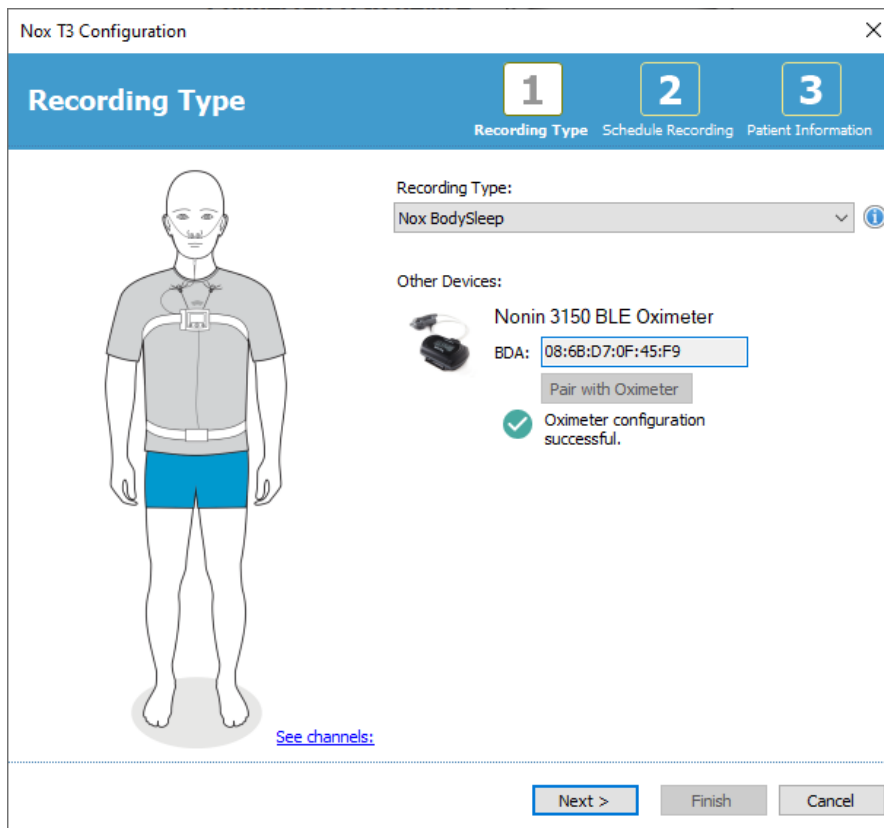 Nox T3 Configuration
Recording Type
1
Recording Type
2
Schedule Recording
3
Patient Information
Recording Type:
Nox BodySleep
Other Devices:
Nonin 3150 BLE Oximeter
BDA: 08:6B:D7:0F:45:F9
Pair with Oximeter
Oximeter configuration
successful.
See channels:
Next >
Finish
Cancel